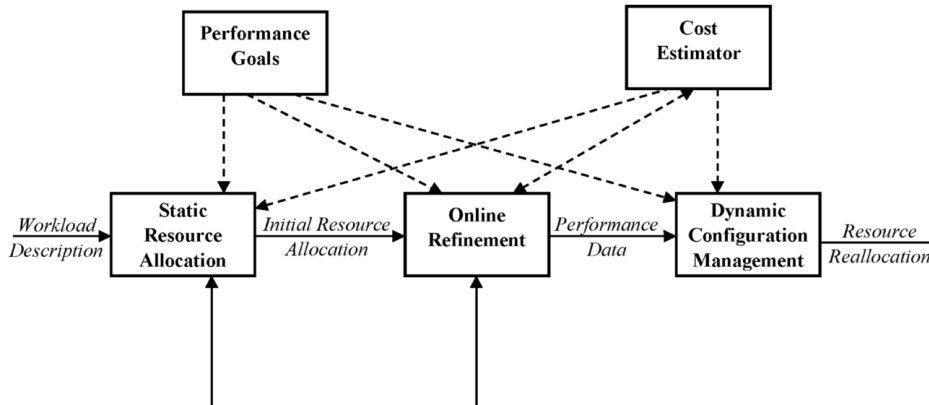 Performance
Goals
Cost
Estimator
Workload
Description
Static
Resource
Allocation
Initial Resource
Allocation
Online
Refinement
Performance
Data
Dynamic
Configuration
Management
Resource
Reallocation